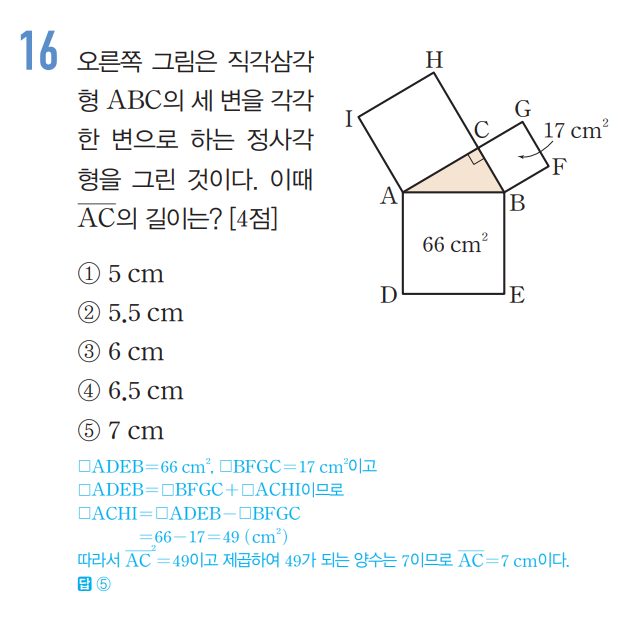 16
오른쪽 그림은 직각삼각
형 ABC의 세 변을 각각
한 변으로 하는 정사각
형을 그린 것이다. 이때
\overline{AC}의 길이는? [4점]
H
I
C
G
17 cm²
F
A
B
66 cm²
D
E
① 5 cm
② 5.5 cm
③ 6 cm
④ 6.5 cm
⑤ 7 cm
□ADEB=66 cm², □BFGC=17 cm²이고
□ADEB=□BFGC+□ACHI이므로
□ACHI=□ADEB-□BFGC
=66-17=49 (cm²)
따라서 \overline{AC}²=49이고 제곱하여 49가 되는 양수는 7이므로 \overline{AC}=7 cm이다.
답 ⑤